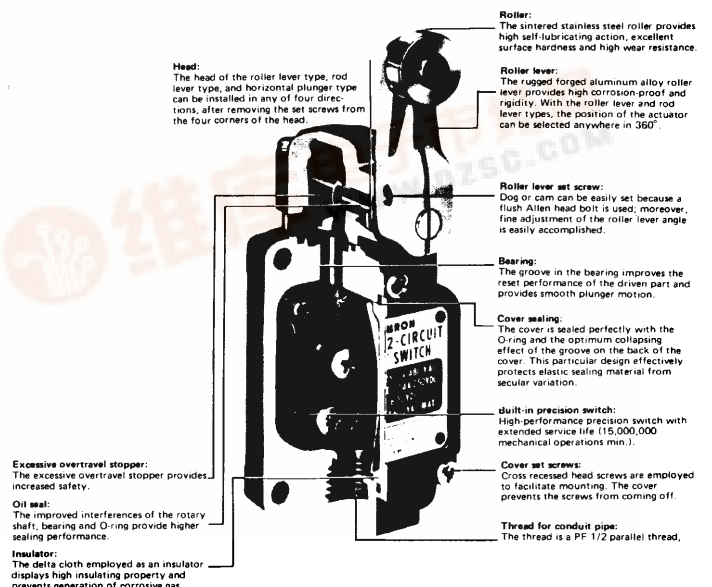 Roller:
The sintered stainless steel roller provides
high self-lubricating action, excellent
surface hardness and high wear resistance.
Head:
The head of the roller lever type, rod
lever type, and horizontal plunger type
can be installed in any of four direc-
tions, after removing the set screws from
the four corners of the head.
Roller lever:
The rugged forged aluminum alloy roller
lever provides high corrosion-proof and
rigidity. With the roller lever and rod
lever types, the position of the actuator
can be selected anywhere in 360°.
Roller lever set screw:
Dog or cam can be easily set because a
flush Allen head bolt is used; moreover,
fine adjustment of the roller lever angle
is easily accomplished.
Bearing:
The groove in the bearing improves the
reset performance of the driven part and
provides smooth plunger motion.
Cover sealing:
The cover is sealed perfectly with the
O-ring and the optimum collapsing
effect of the groove on the back of the
cover. This particular design effectively
protects elastic sealing material from
secular variation.
2-CIRCUIT
SWITCH
Built-in precision switch:
High-performance precision switch with
extended service life (15,000,000
mechanical operations min.).
Cover set screws:
Cross recessed head screws are employed
to facilitate mounting. The cover
prevents the screws from coming off.
Thread for conduit pipe:
The thread is a PF 1/2 parallel thread,
Excessive overtravel stopper:
The excessive overtravel stopper provides
increased safety.
Oil seal:
The improved interferences of the rotary
shaft, bearing and O-ring provide higher
sealing performance.
Insulator:
The delta cloth employed as an insulator
displays high insulating property and
prevents generation of corrosive gas.